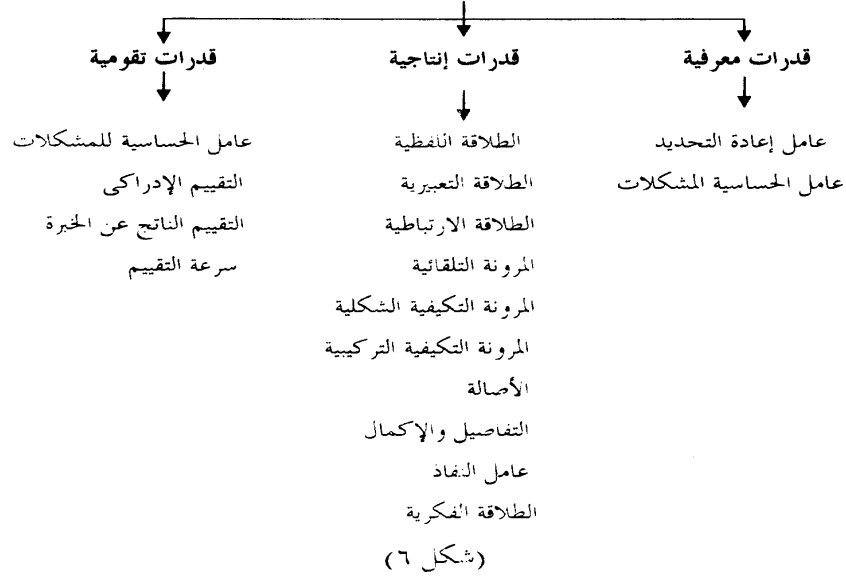 قدرات معرفية
قدرات إنتاجية
قدرات تقومية
عامل إعادة التحديد
عامل الحساسية المشكلات
الطلاقة اللفظية
الطلاقة التعبيرية
الطلاقة الارتباطية
المرونة التلقائية
المرونة التكيفية الشكلية
المرونة التكيفية التركيبية
الأصالة
التفاصيل والإكمال
عامل النفاذ
الطلاقة الفكرية
عامل الحساسية للمشكلات
التقييم الإدراكى
التقييم الناتج عن الخبرة
سرعة التقييم
(شكل ٦)